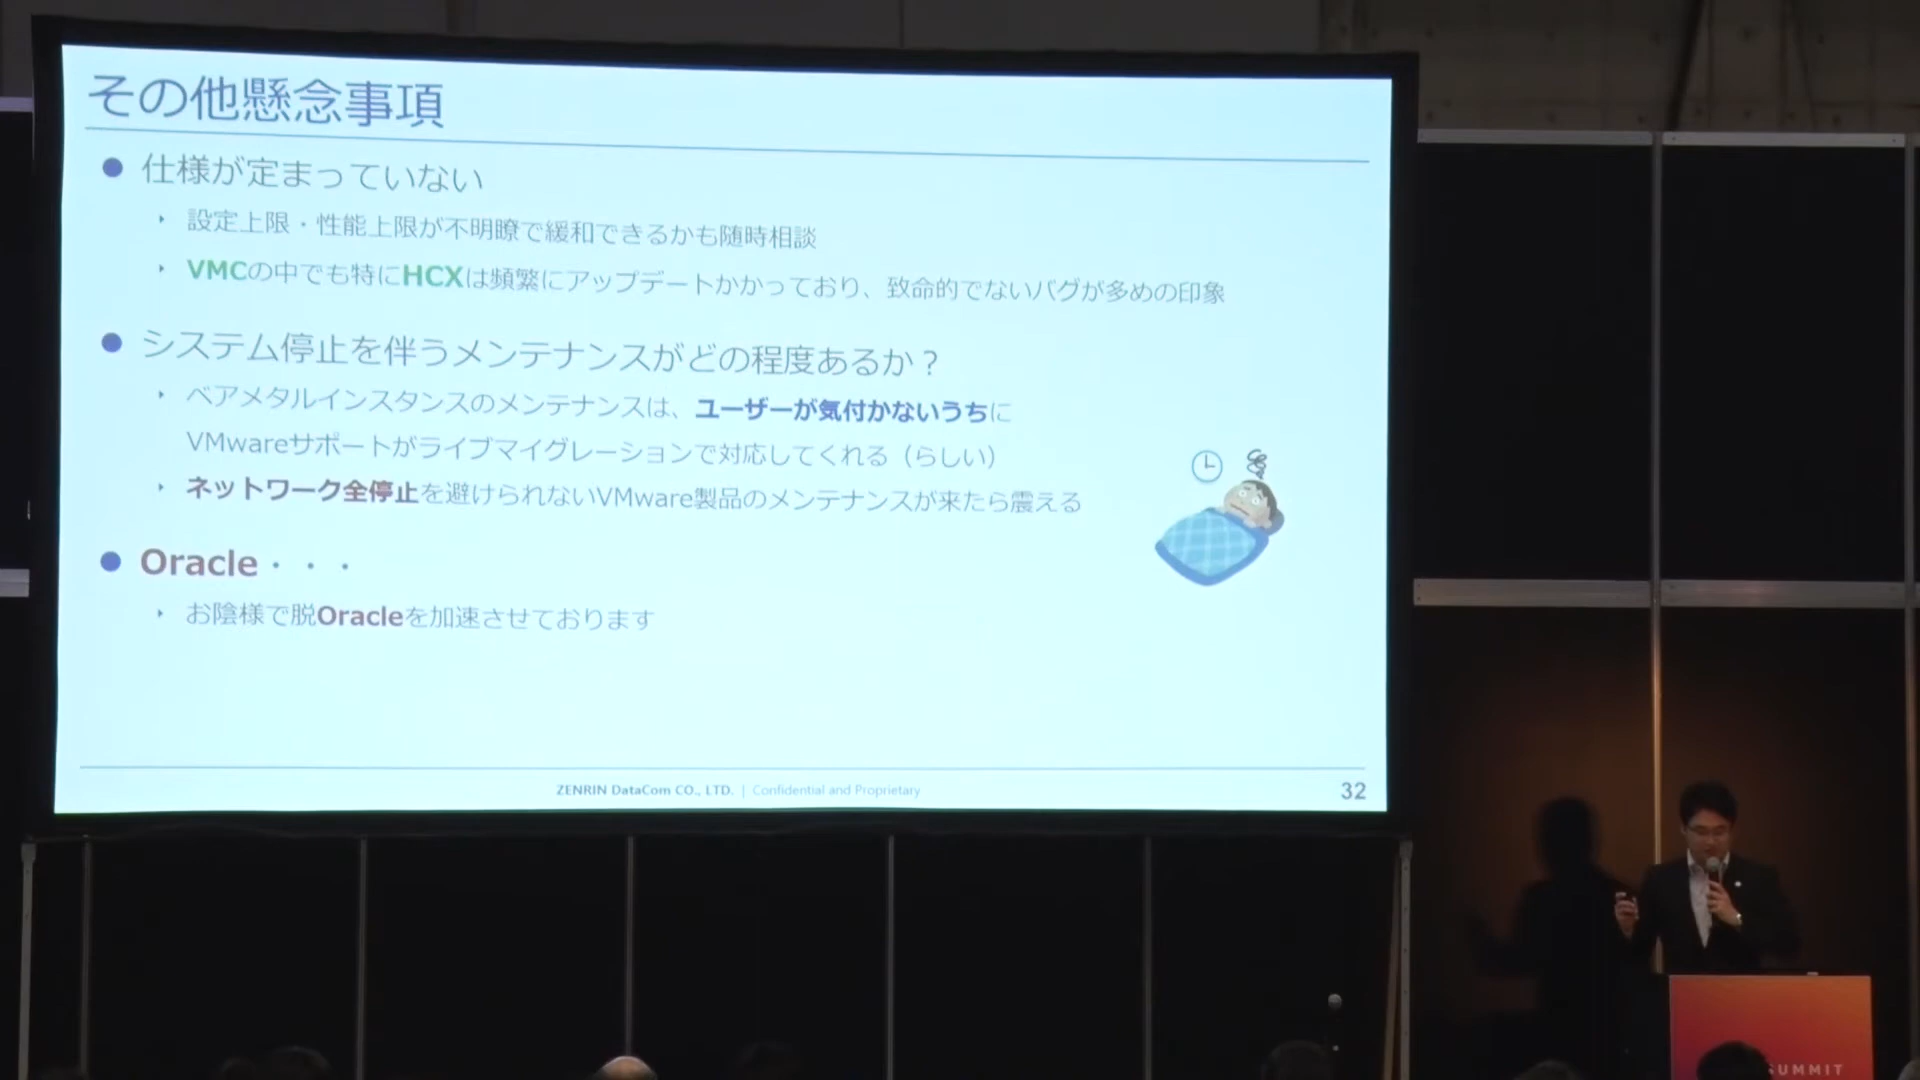 その他懸念事項
● 仕様が定まっていない
‣ 設定上限・性能上限が不明瞭で緩和できるかも随時相談
‣ VMCの中でも特にHCXは頻繁にアップデートかかっており、致命的でないバグが多めの印象
● システム停止を伴うメンテナンスがどの程度あるか？
‣ ベアメタルインスタンスのメンテナンスは、ユーザーが気付かないうちに
VMwareサポートがライブマイグレーションで対応してくれる（らしい）
‣ ネットワーク全停止を避けられないVMware製品のメンテナンスが来たら震える
● Oracle・・・
‣ お陰様で脱Oracleを加速させております
ZENRIN DataCom CO., LTD. | Confidential and Proprietary
32
SUMMIT